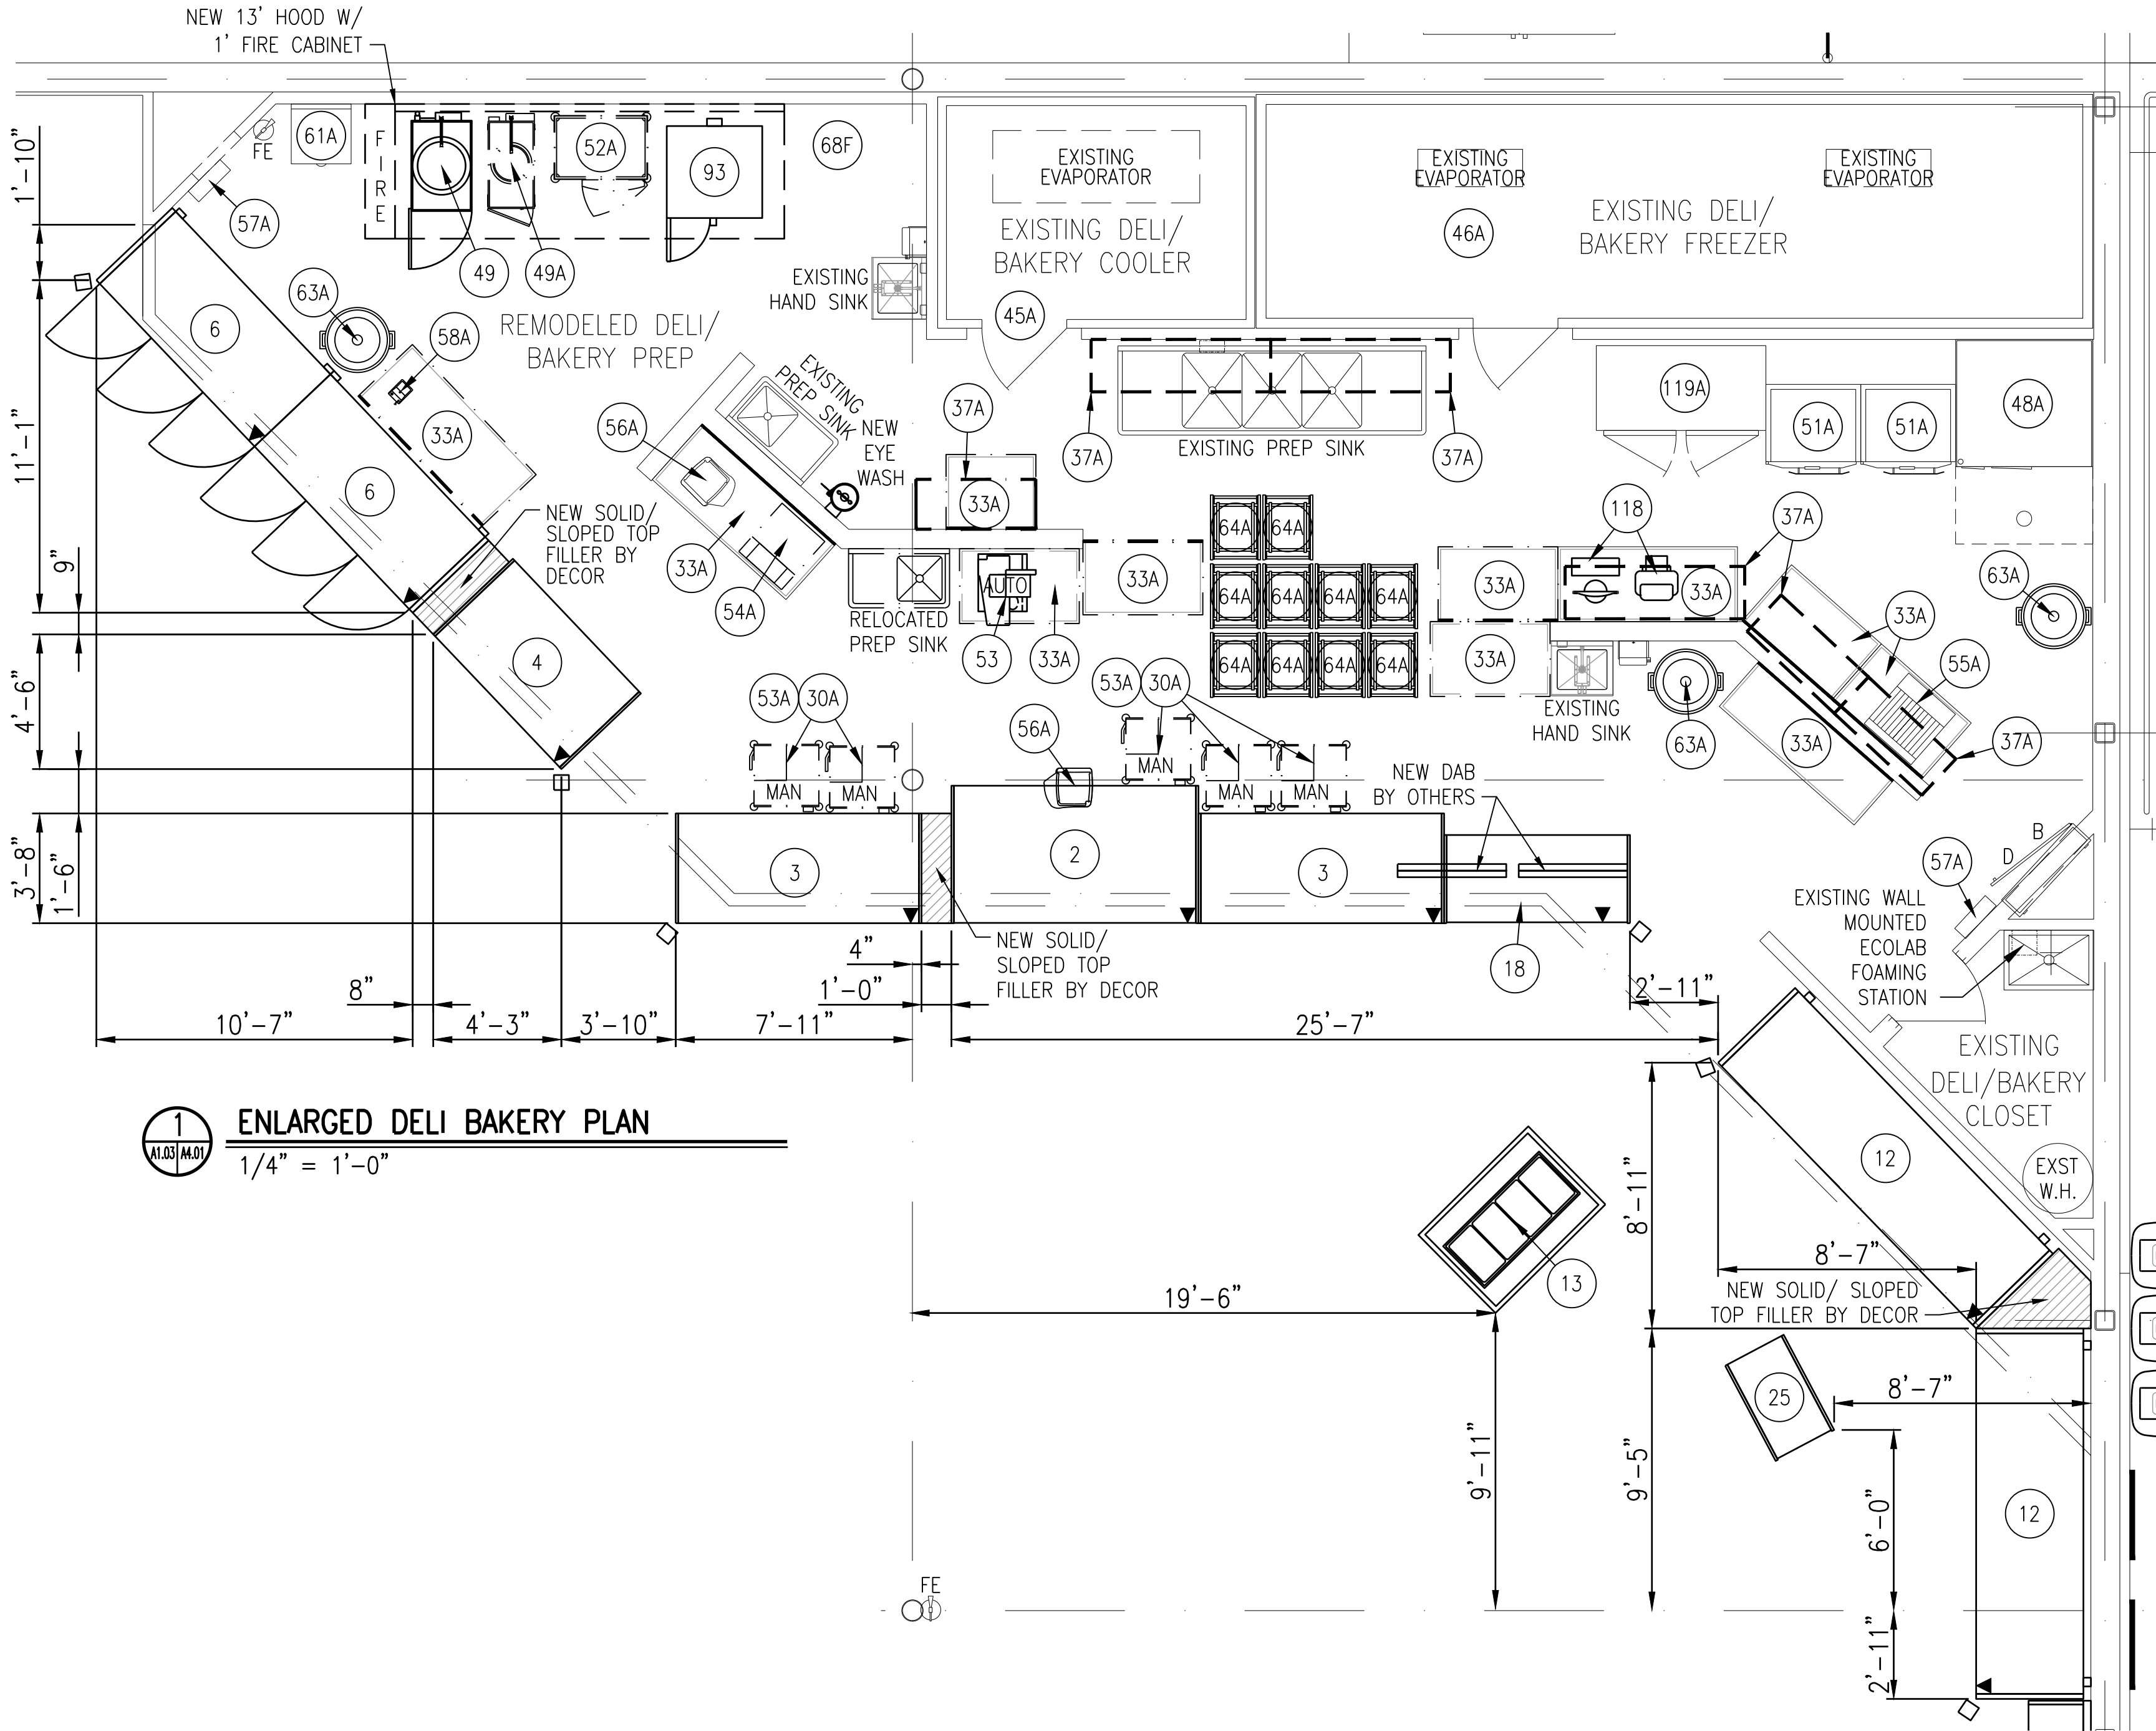 NEW 13' HOOD W/
1' FIRE CABINET
1'-10"
FE
61A
FIRE
52A
93
68F
57A
49
49A
EXISTING
EVAPORATOR
EXISTING DELI/
BAKERY COOLER
EXISTING
EVAPORATOR
46A
EXISTING DELI/
BAKERY FREEZER
EXISTING
EVAPORATOR
EXISTING
HAND SINK
45A
6
63A
58A
REMODELED DELI/
BAKERY PREP
33A
11'-1"
6
EXISTING
PREP SINK
56A
NEW
EYE
WASH
37A
33A
37A
EXISTING PREP SINK
37A
119A
51A
51A
48A
NEW SOLID/
SLOPED TOP
FILLER BY
DECOR
9"
33A
54A
RELOCATED
PREP SINK
AUTO
53
33A
33A
64A
64A
64A
64A
64A
64A
64A
64A
64A
64A
118
37A
33A
33A
33A
63A
33A
55A
EXISTING
HAND SINK
63A
33A
37A
4
4'-6"
53A
30A
MAN
MAN
56A
53A
30A
MAN
MAN
MAN
NEW DAB
BY OTHERS
3'-8"
1'-6"
3
2
3
18
NEW SOLID/
SLOPED TOP
FILLER BY DECOR
57A
D
B
EXISTING WALL
MOUNTED
ECOLAB
FOAMING
STATION
8"
4"
1'-0"
2'-11"
10'-7"
4'-3"
3'-10"
7'-11"
25'-7"
EXISTING
DELI/BAKERY
CLOSET
1
A1.03
A4.01
ENLARGED DELI BAKERY PLAN
1/4" = 1'-0"
12
EXST
W.H.
8'-11"
8'-7"
13
19'-6"
NEW SOLID/ SLOPED
TOP FILLER BY DECOR
25
8'-7"
9'-11"
9'-5"
6'-0"
12
FE
2'-11"